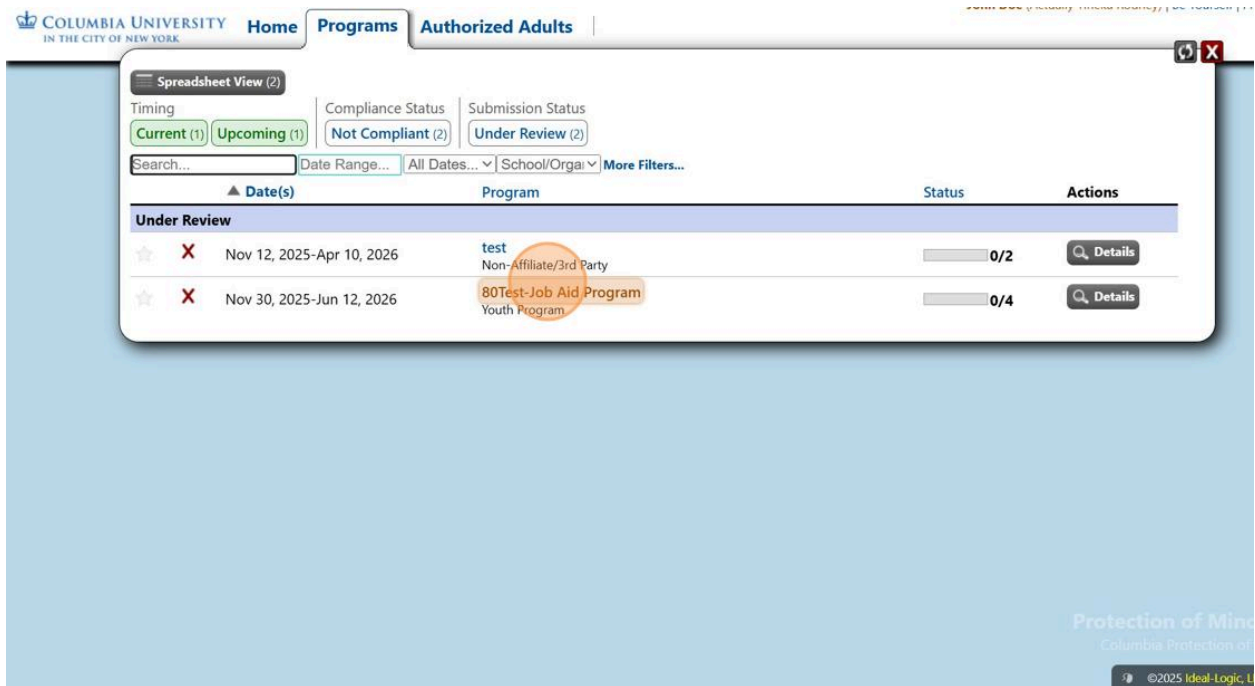 COLUMBIA UNIVERSITY
IN THE CITY OF NEW YORK
Home
Programs
Authorized Adults
Spreadsheet View (2)
Timing
Compliance Status
Submission Status
Current (1)
Upcoming (1)
Not Compliant (2)
Under Review (2)
Search...
Date Range...
All Dates...
School/Orga
More Filters...
▲ Date(s)
Program
Status
Actions
Under Review
X
Nov 12, 2025-Apr 10, 2026
test
Non-Affiliate/3rd Party
0/2
Details
X
Nov 30, 2025-Jun 12, 2026
80Test-Job Aid Program
Youth Program
0/4
Details
Protection of
Columbia Protection of
©2025 Ideal-Logic,